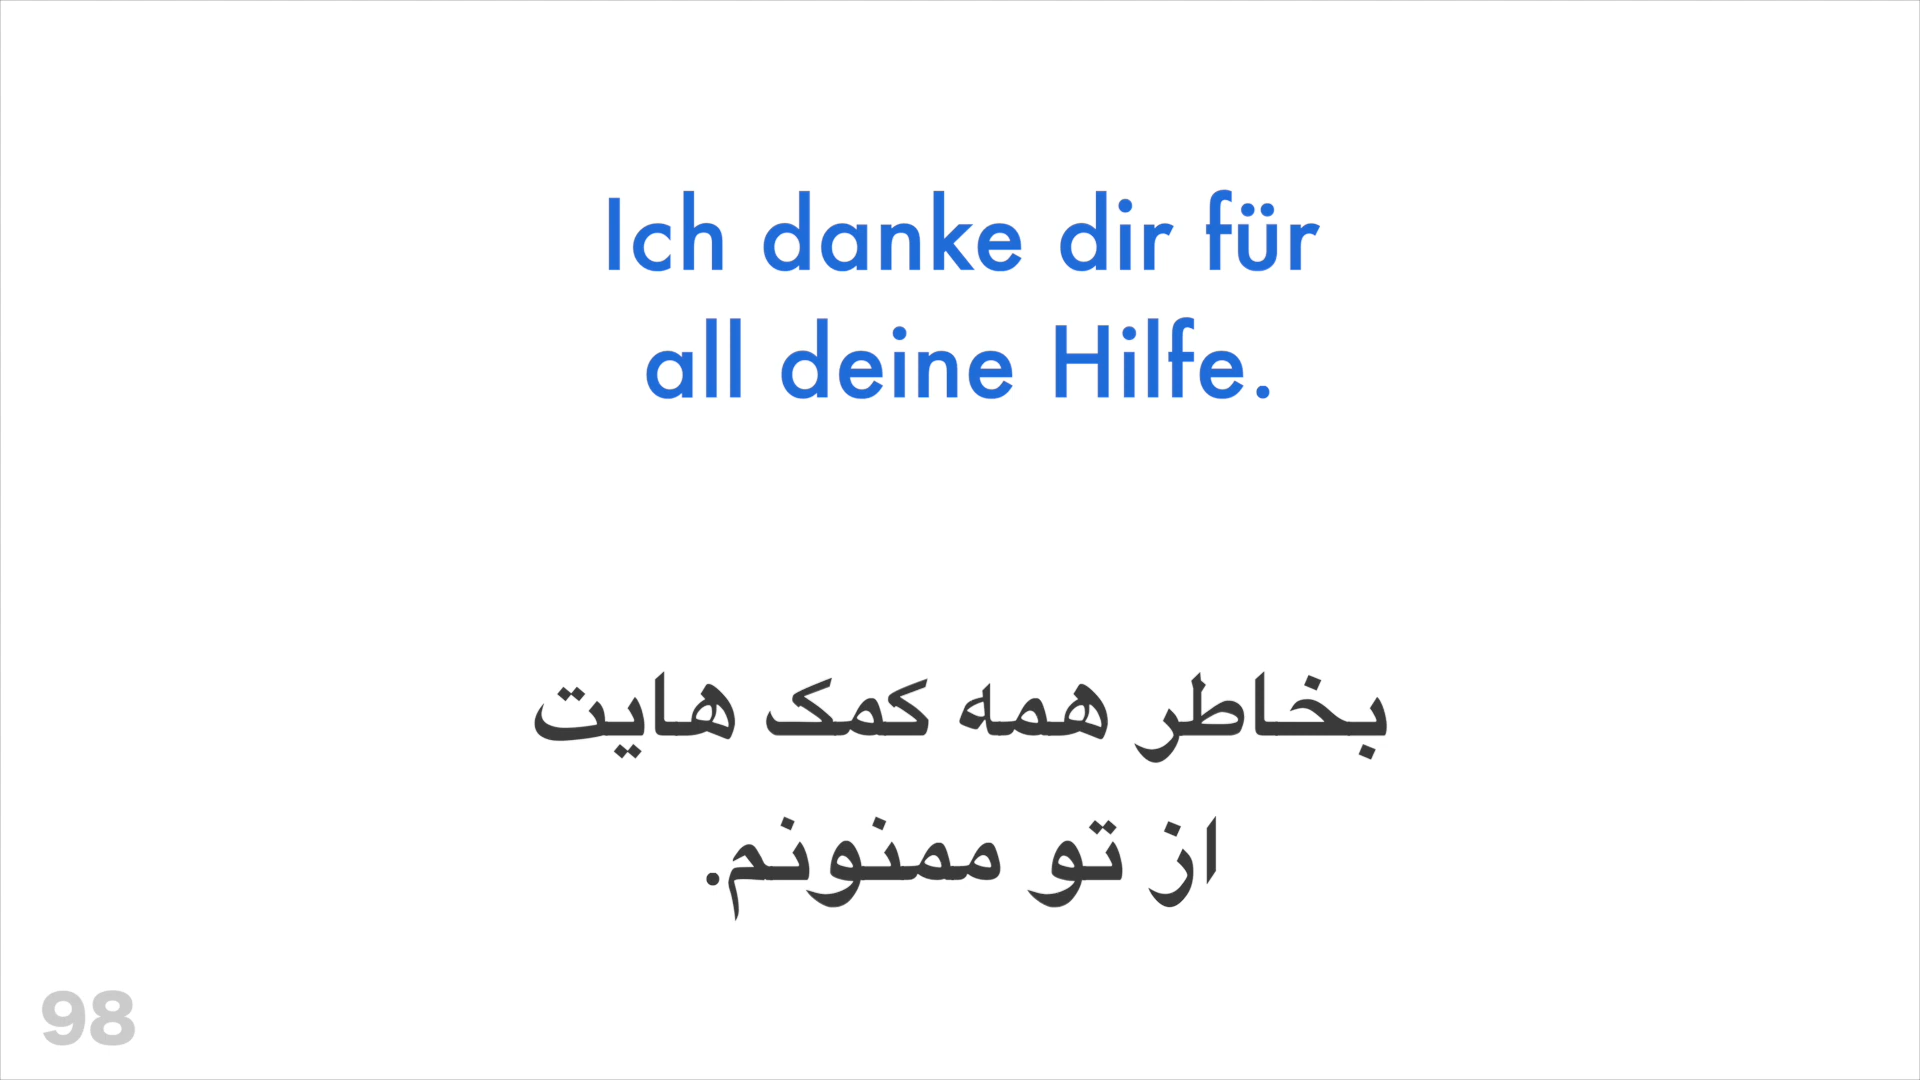 Ich danke dir für
all deine Hilfe.
بخاطر همه کمک هایت
از تو ممنونم.
98